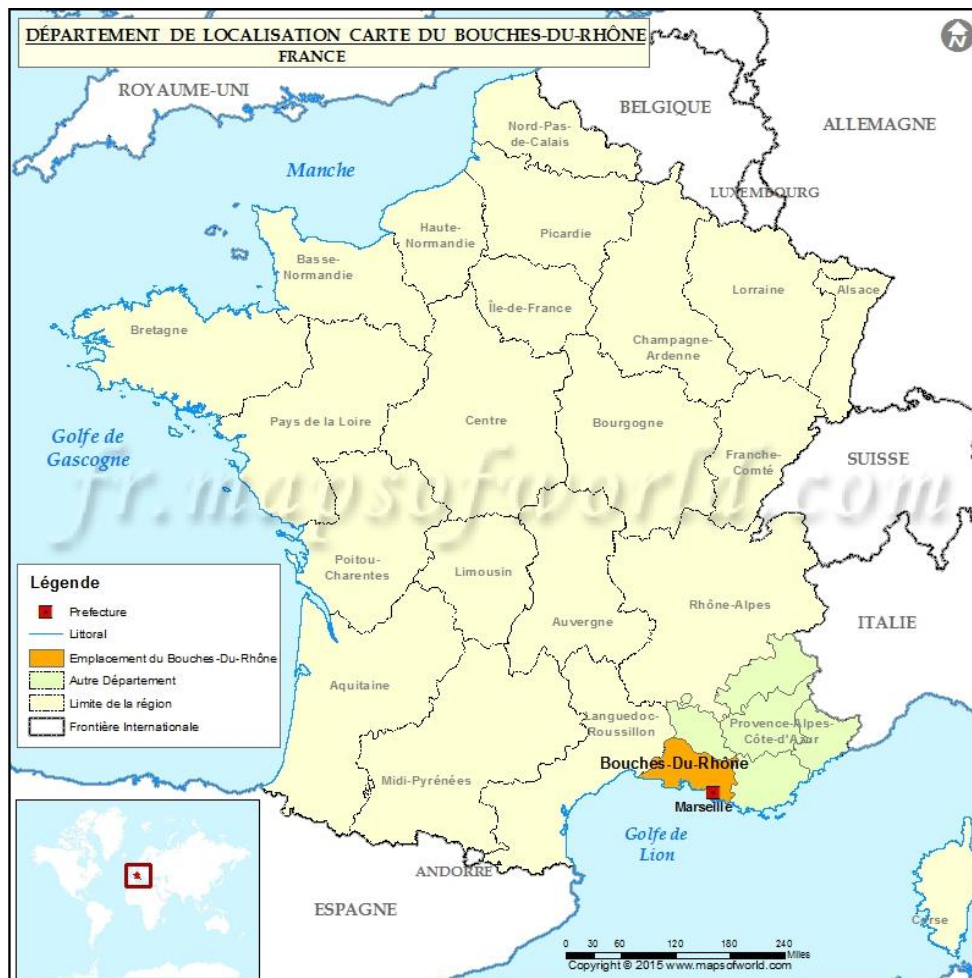 DÉPARTEMENT DE LOCALISATION CARTE DU BOUCHES-DU-RHÔNE
FRANCE
N
ROYAUME-UNI
BELGIQUE
ALLEMAGNE
Nord-Pas-
de-Calais
Manche
LUXEMBOURG
Haute-
Normandie
Picardie
Basse-
Normandie
Île-de-France
Lorraine
Alsace
Bretagne
Champagne-
Ardenne
Pays de la Loire
Centre
Bourgogne
Golfe de
Gascogne
Franche-
Comté
SUISSE
fr.mapsofworld.com
Poitou-
Charentes
Limousin
Rhône-Alpes
Auvergne
ITALIE
Légende
Prefecture
Littoral
Emplacement du Bouches-Du-Rhône
Autre Département
Limite de la région
Frontière Internationale
Aquitaine
Languedoc-
Roussillon
Provence-Alpes-
Côte-d'Azur
Bouches-Du-Rhône
Midi-Pyrénées
Marseille
Golfe de
Lion
ANDORRE
ESPAGNE
Corse
0 30 60 120 180 240
Miles
Copyright © 2015 www.mapsofworld.com